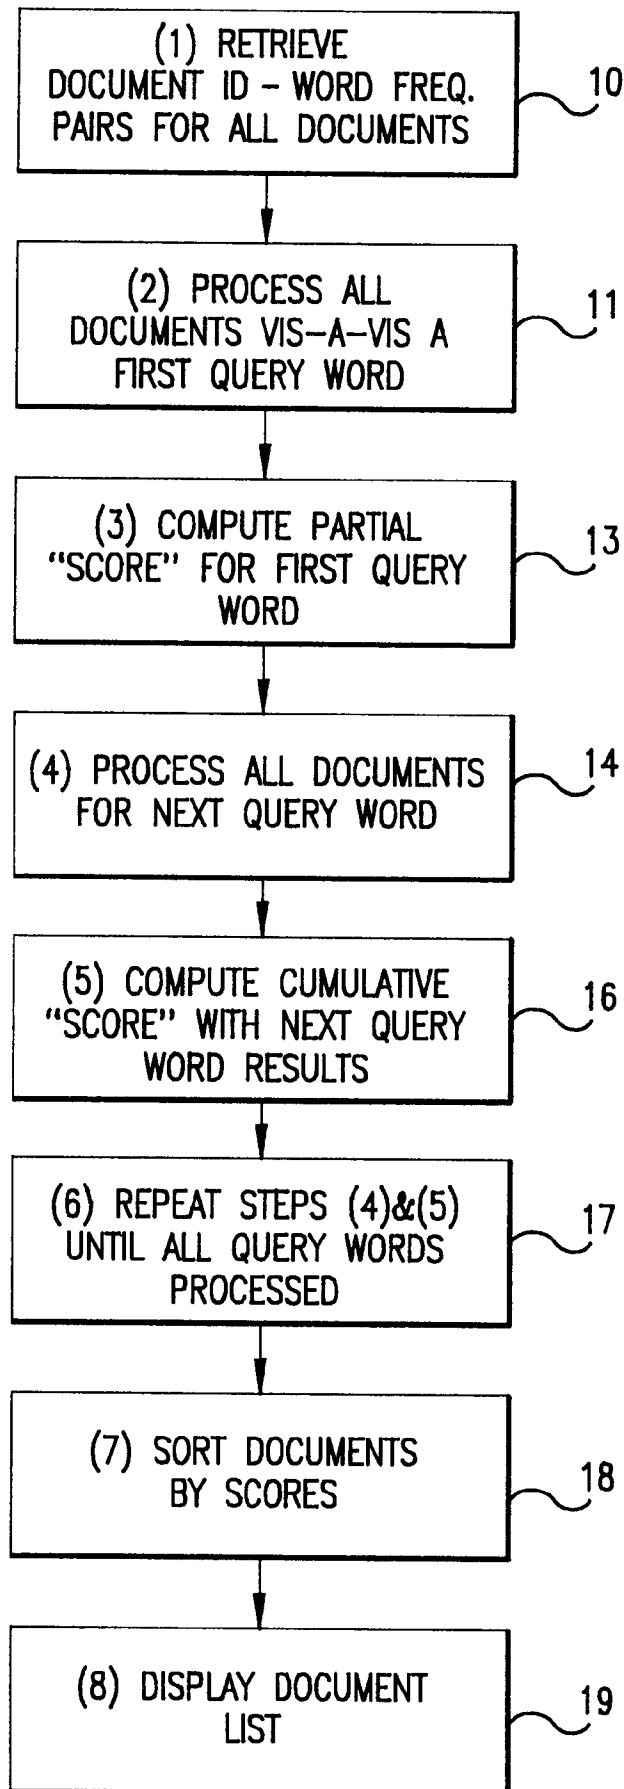 (1) RETRIEVE
DOCUMENT ID – WORD FREQ.
PAIRS FOR ALL DOCUMENTS
10
(2) PROCESS ALL
DOCUMENTS VIS–A–VIS A
FIRST QUERY WORD
11
(3) COMPUTE PARTIAL
“SCORE” FOR FIRST QUERY
WORD
13
(4) PROCESS ALL DOCUMENTS
FOR NEXT QUERY WORD
14
(5) COMPUTE CUMULATIVE
“SCORE” WITH NEXT QUERY
WORD RESULTS
16
(6) REPEAT STEPS (4)&(5)
UNTIL ALL QUERY WORDS
PROCESSED
17
(7) SORT DOCUMENTS
BY SCORES
18
(8) DISPLAY DOCUMENT
LIST
19